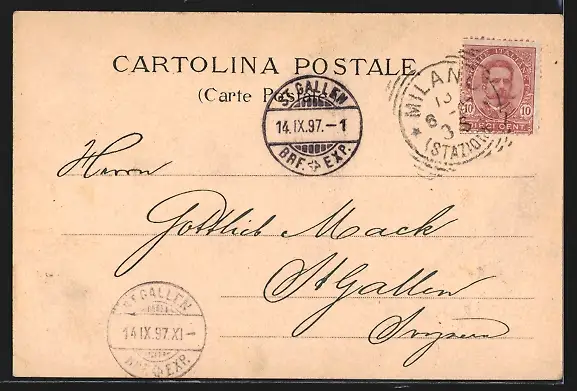 CARTOLINA POSTALE
(Carte Postale)
ST. GALLEN
14.IX.97.-1
BRF. EXP.
MILANO
(STAZIONE)
10 10
DIECI CENT.
Herrn
Gottlieb Mack
St Gallen
Svizzera
ST. GALLEN
14.IX.97.XI-
BRF. EXP.